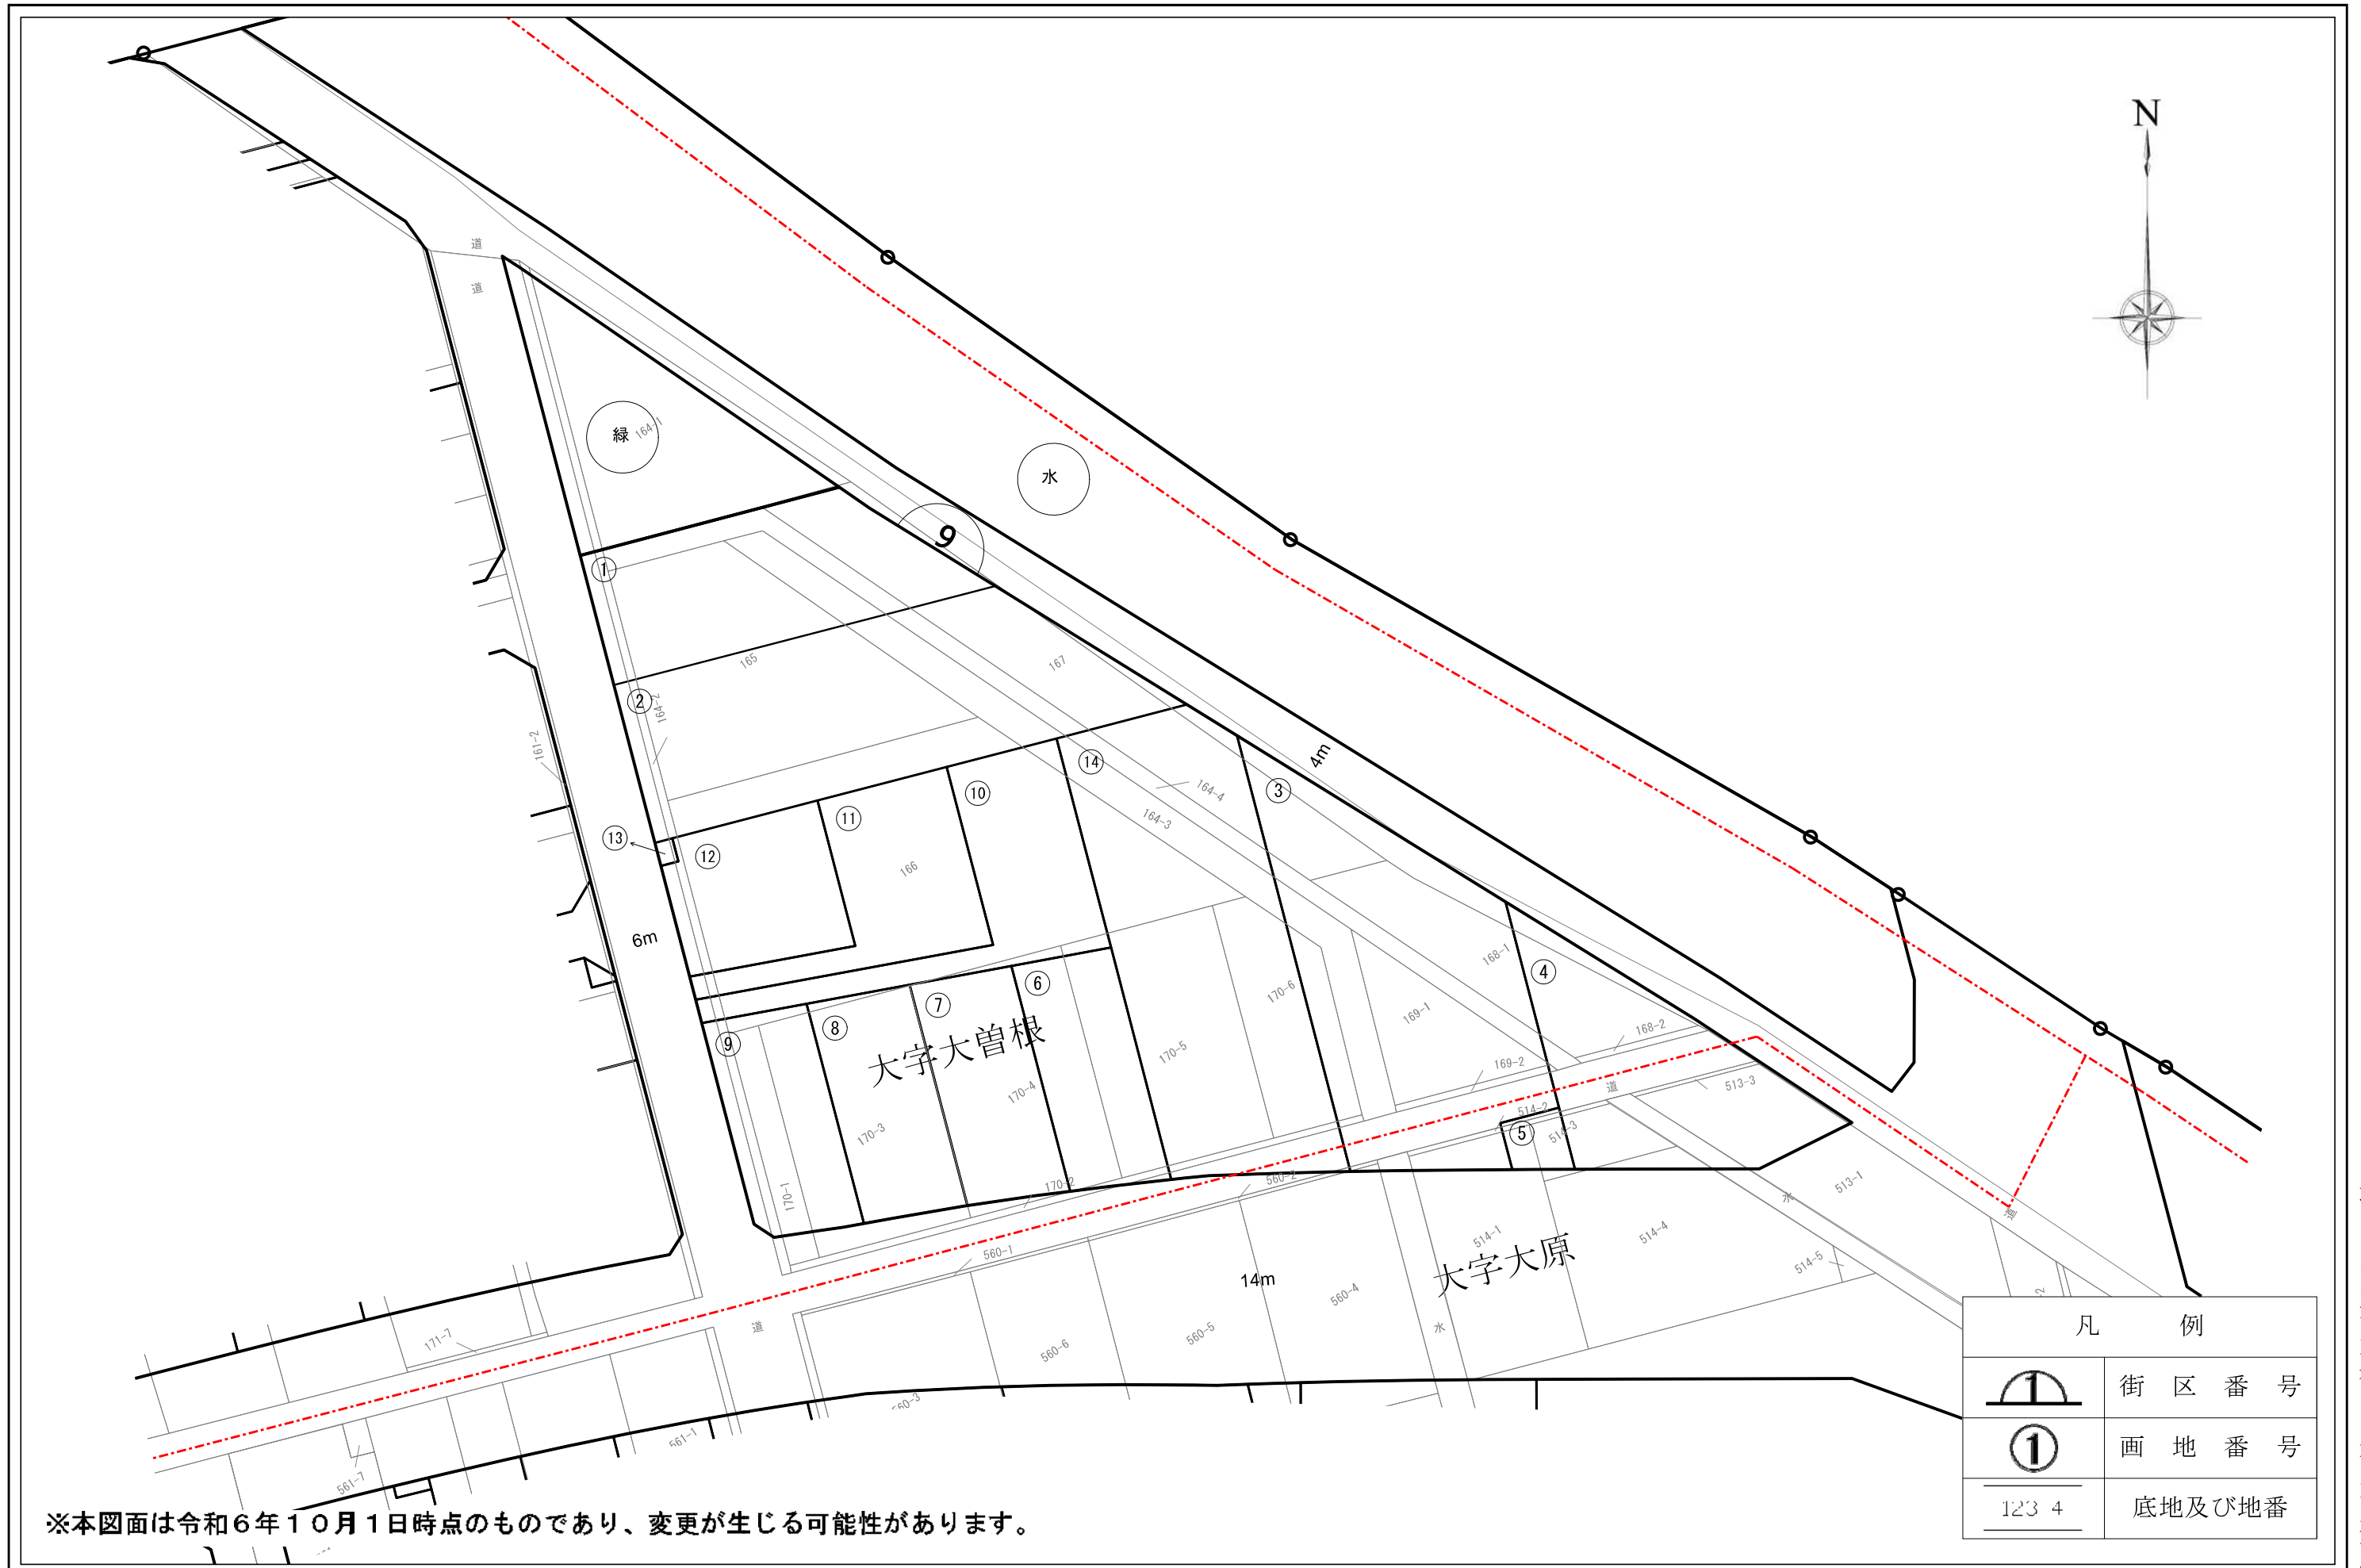 N
道
道
緑
164-1
水
9
①
165
167
②
164-2
161-2
4m
⑭
③
⑩
164-4
⑪
164-3
⑬
⑫
166
6m
168-1
④
⑥
170-6
⑦
169-1
⑧
168-2
⑨
大字大曽根
170-5
169-2
170-4
道
513-3
514-2
170-3
⑤
514-3
170-1
170-2
560-2
水
513-1
道
514-1
514-4
560-1
大字大原
514-5
14m
560-4
道
水
171-7
560-5
560-6
561-1
561-7
凡 例
1
街 区 番 号
①
画 地 番 号
123 4
底地及び地番
※本図面は令和6年10月1日時点のものであり、変更が生じる可能性があります。